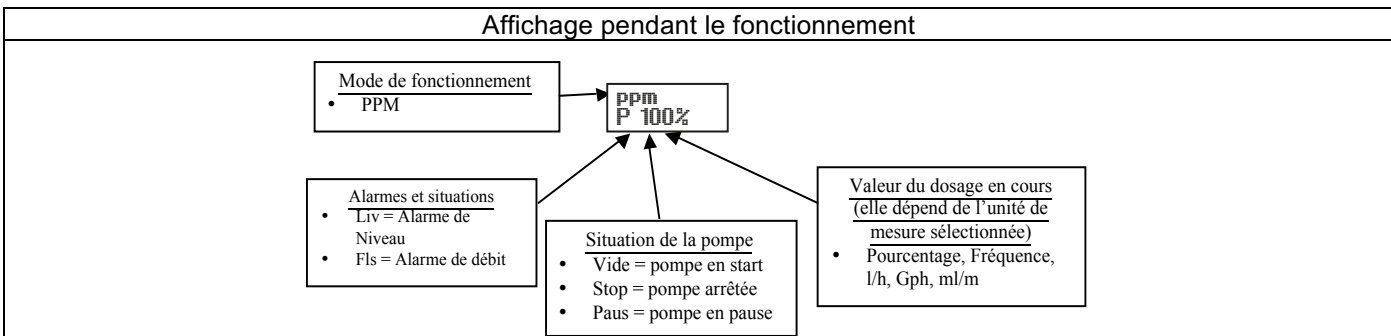 Affichage pendant le fonctionnement
Mode de fonctionnement
• PPM
ppm
P 100%
Alarmes et situations
• Liv = Alarme de
Niveau
• Fls = Alarme de débit
Situation de la pompe
• Vide = pompe en start
• Stop = pompe arrêtée
• Paus = pompe en pause
Valeur du dosage en cours
(elle dépend de l’unité de
mesure sélectionnée)
• Pourcentage, Fréquence,
l/h, Gph, ml/m